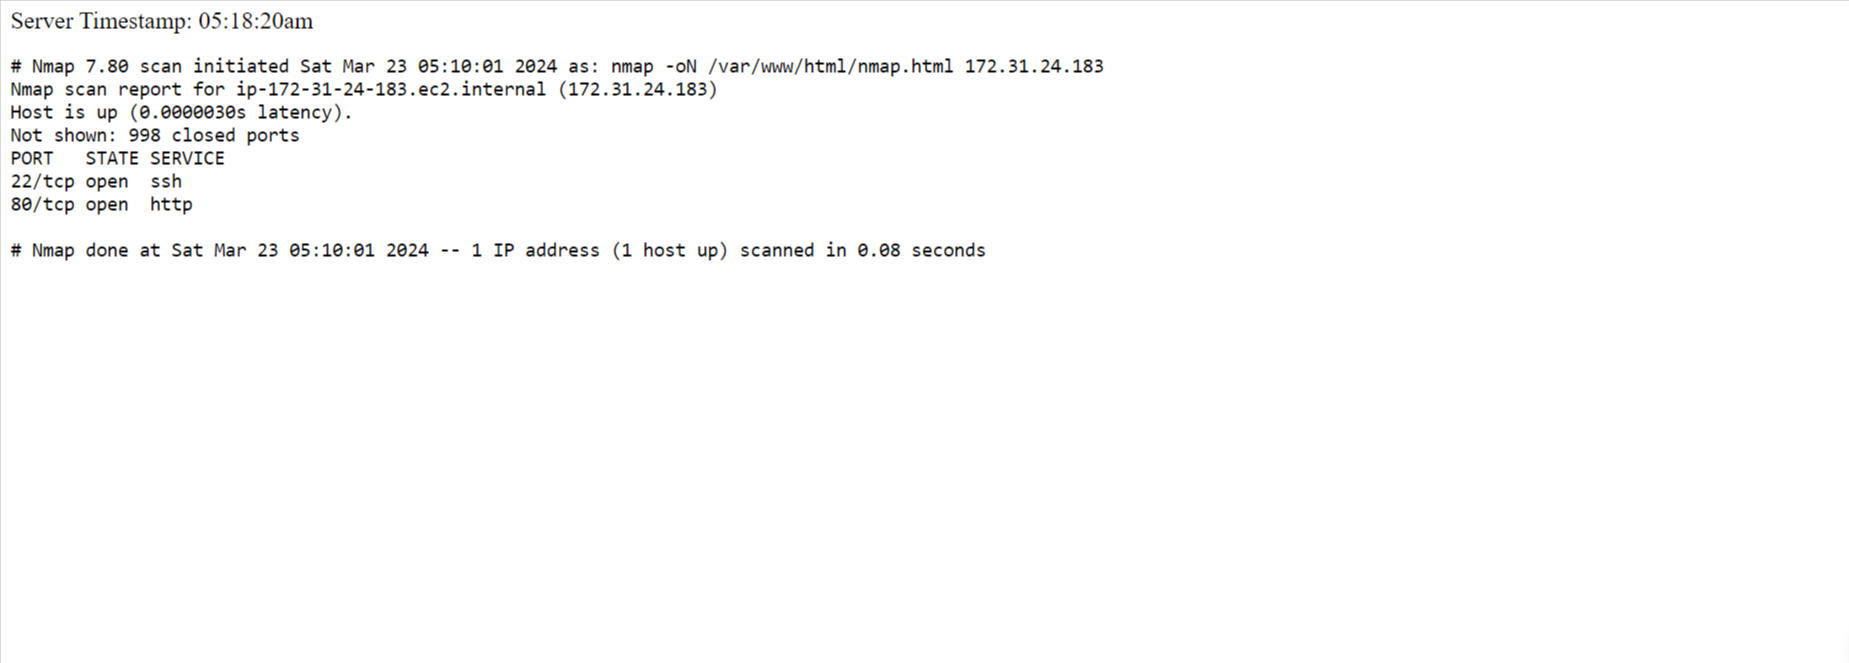 Server Timestamp: 05:18:20am
# Nmap 7.80 scan initiated Sat Mar 23 05:10:01 2024 as: nmap -oN /var/www/html/nmap.html 172.31.24.183
Nmap scan report for ip-172-31-24-183.ec2.internal (172.31.24.183)
Host is up (0.0000030s latency).
Not shown: 998 closed ports
PORT   STATE SERVICE
22/tcp open  ssh
80/tcp open  http
# Nmap done at Sat Mar 23 05:10:01 2024 -- 1 IP address (1 host up) scanned in 0.08 seconds